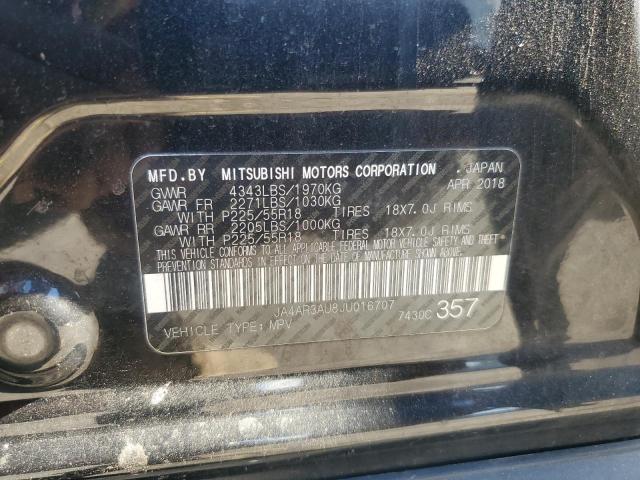 MFD.BY MITSUBISHI MOTORS CORPORATION .JAPAN
GVWR 4343LBS/1970KG APR 2018
GAWR FR 2271LBS/1030KG
WITH P225/55R18 TIRES 18X7.0J RIMS
GAWR RR 2205LBS/1000KG
WITH P225/55R18 TIRES 18X7.0J RIMS
THIS VEHICLE CONFORMS TO ALL APPLICABLE FEDERAL MOTOR VEHICLE SAFETY AND THEFT
PREVENTION STANDARDS IN EFFECT ON THE DATE OF MANUFACTURE SHOWN ABOVE.
JA4AR3AU8JU016707
7430C 357
VEHICLE TYPE: MPV